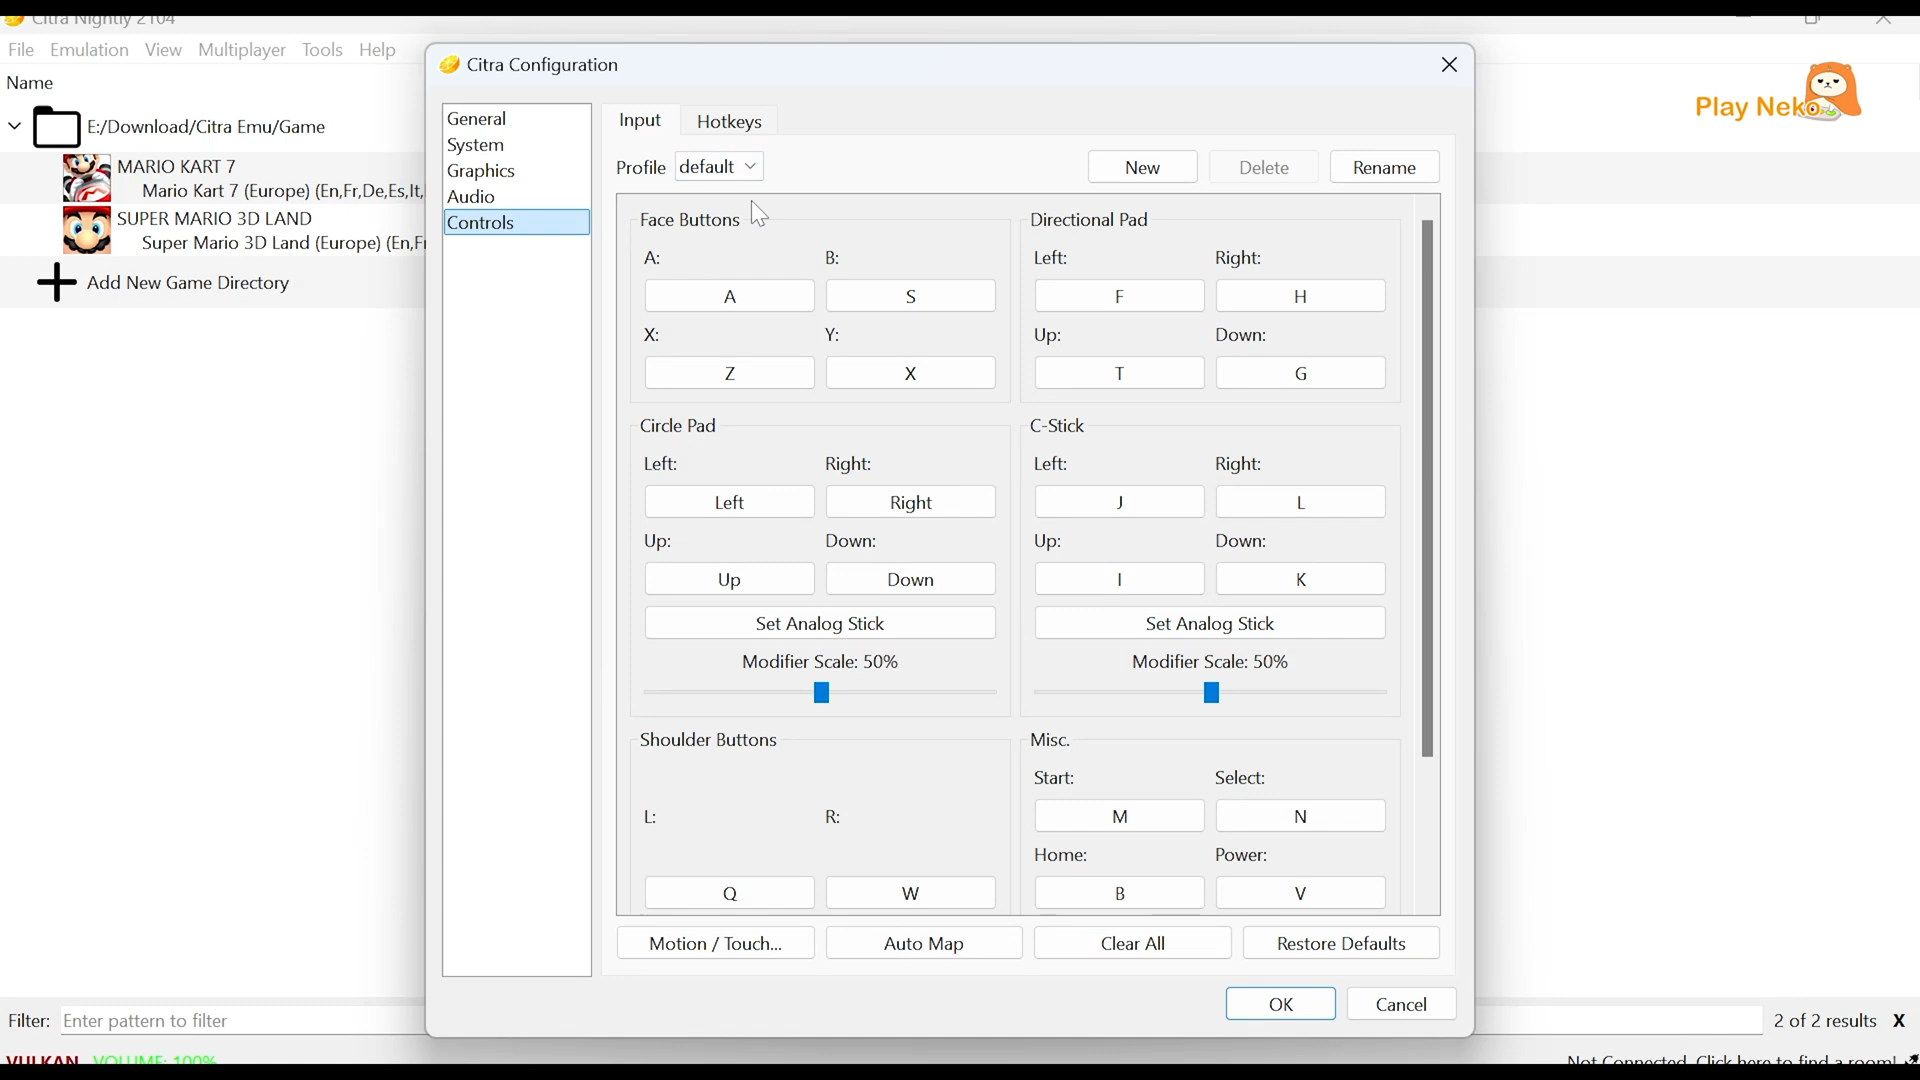 Citra Nightly 2104
File Emulation View Multiplayer Tools Help
Name
E:/Download/Citra Emu/Game
MARIO KART 7
Mario Kart 7 (Europe) (En,Fr,De,Es,It,
SUPER MARIO 3D LAND
Super Mario 3D Land (Europe) (En,Fr
Add New Game Directory
Play Neko
Citra Configuration
General
System
Graphics
Audio
Controls
Input Hotkeys
Profile default New Delete Rename
Face Buttons
A: B:
A S
X: Y:
Z X
Directional Pad
Left: Right:
F H
Up: Down:
T G
Circle Pad
Left: Right:
Left Right
Up: Down:
Up Down
Set Analog Stick
Modifier Scale: 50%
C-Stick
Left: Right:
J L
Up: Down:
I K
Set Analog Stick
Modifier Scale: 50%
Shoulder Buttons
L: R:
Q W
Misc.
Start: Select:
M N
Home: Power:
B V
Motion / Touch... Auto Map Clear All Restore Defaults
OK Cancel
Filter: Enter pattern to filter 2 of 2 results X
VULKAN VOLUME: 100% Not Connected. Click here to find a room!